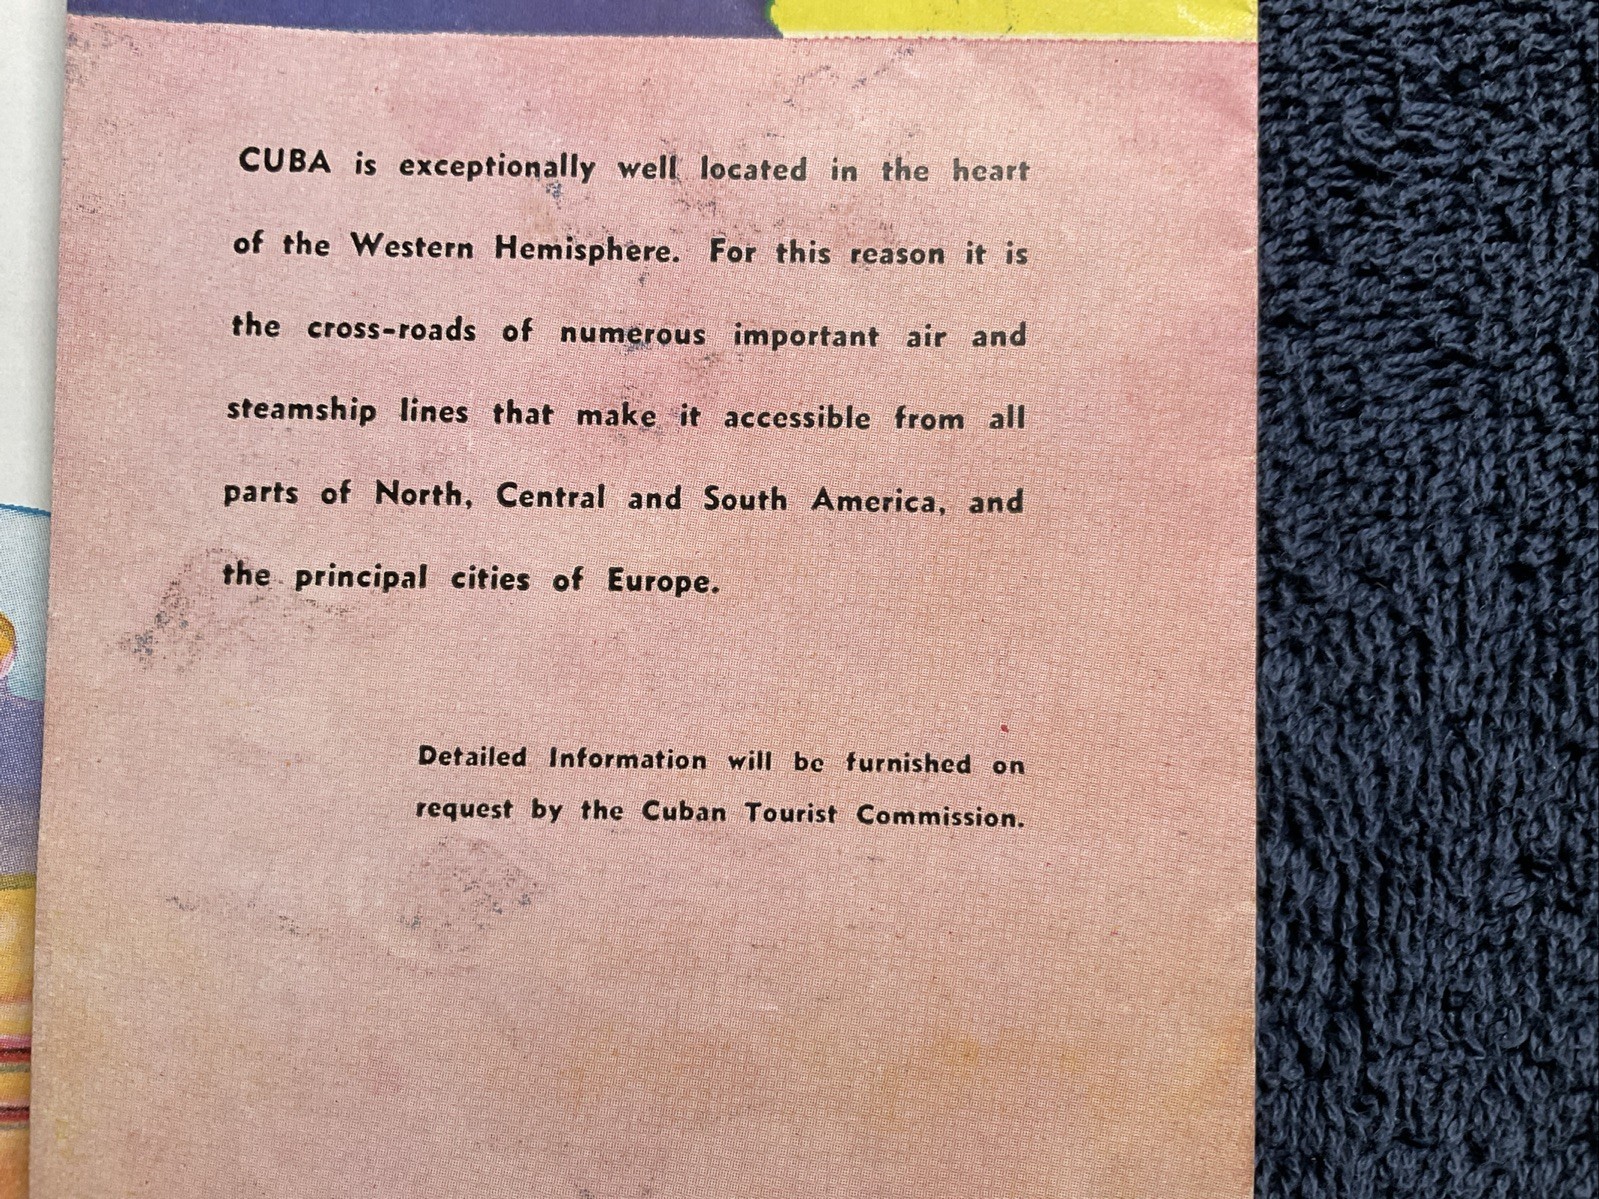 CUBA is exceptionally well located in the heart
of the Western Hemisphere. For this reason it is
the cross-roads of numerous important air and
steamship lines that make it accessible from all
parts of North, Central and South America, and
the principal cities of Europe.
Detailed Information will be furnished on
request by the Cuban Tourist Commission.